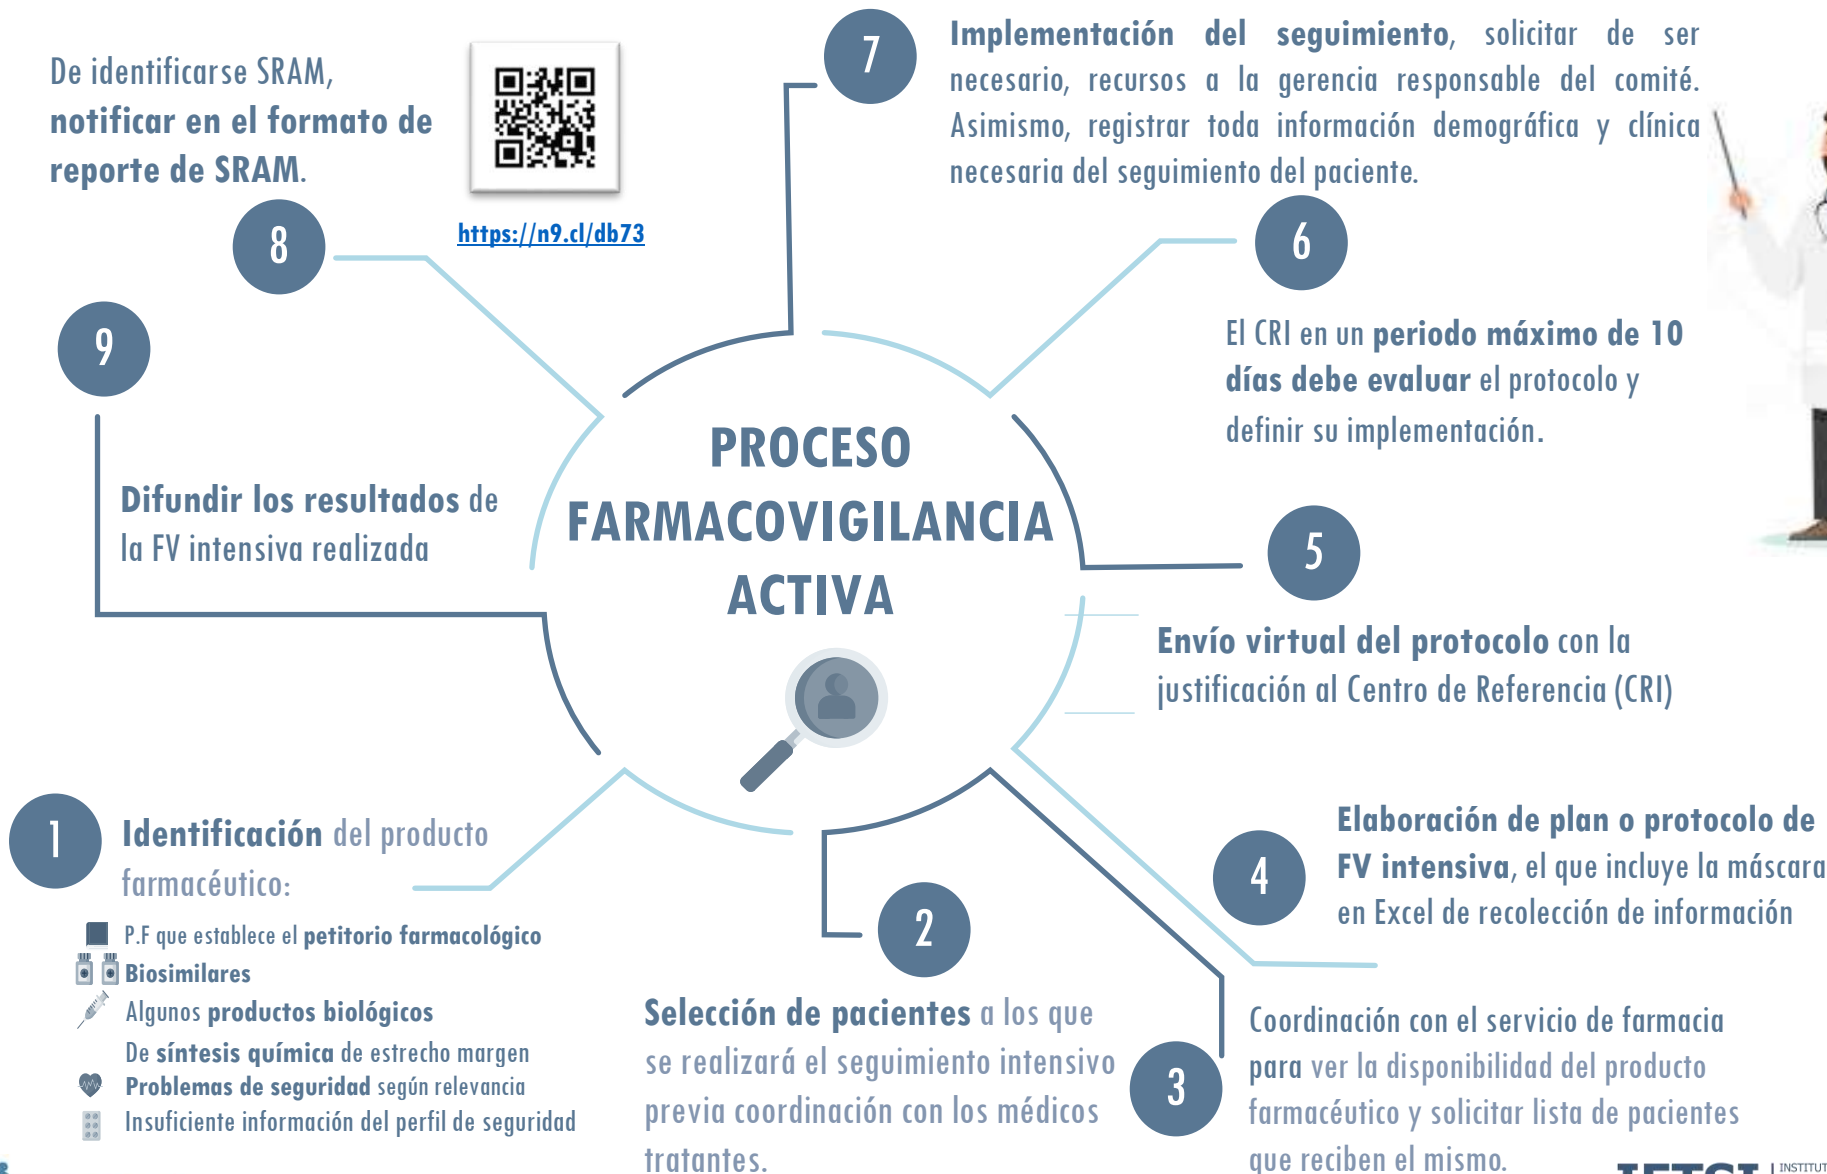 De identificarse SRAM,
notificar en el formato de
reporte de SRAM.
https://n9.cl/db73
8
7
Implementación del seguimiento, solicitar de ser
necesario, recursos a la gerencia responsable del comité.
Asimismo, registrar toda información demográfica y clínica
necesaria del seguimiento del paciente.
6
El CRI en un periodo máximo de 10
días debe evaluar el protocolo y
definir su implementación.
9
Difundir los resultados de
la FV intensiva realizada
PROCESO
FARMACOVIGILANCIA
ACTIVA
5
Envío virtual del protocolo con la
justificación al Centro de Referencia (CRI)
1
Identificación del producto
farmacéutico:
P.F que establece el petitorio farmacológico
Biosimilares
Algunos productos biológicos
De síntesis química de estrecho margen
Problemas de seguridad según relevancia
Insuficiente información del perfil de seguridad
2
Selección de pacientes a los que
se realizará el seguimiento intensivo
previa coordinación con los médicos
tratantes.
4
Elaboración de plan o protocolo de
FV intensiva, el que incluye la máscara
en Excel de recolección de información
3
Coordinación con el servicio de farmacia
para ver la disponibilidad del producto
farmacéutico y solicitar lista de pacientes
que reciben el mismo.